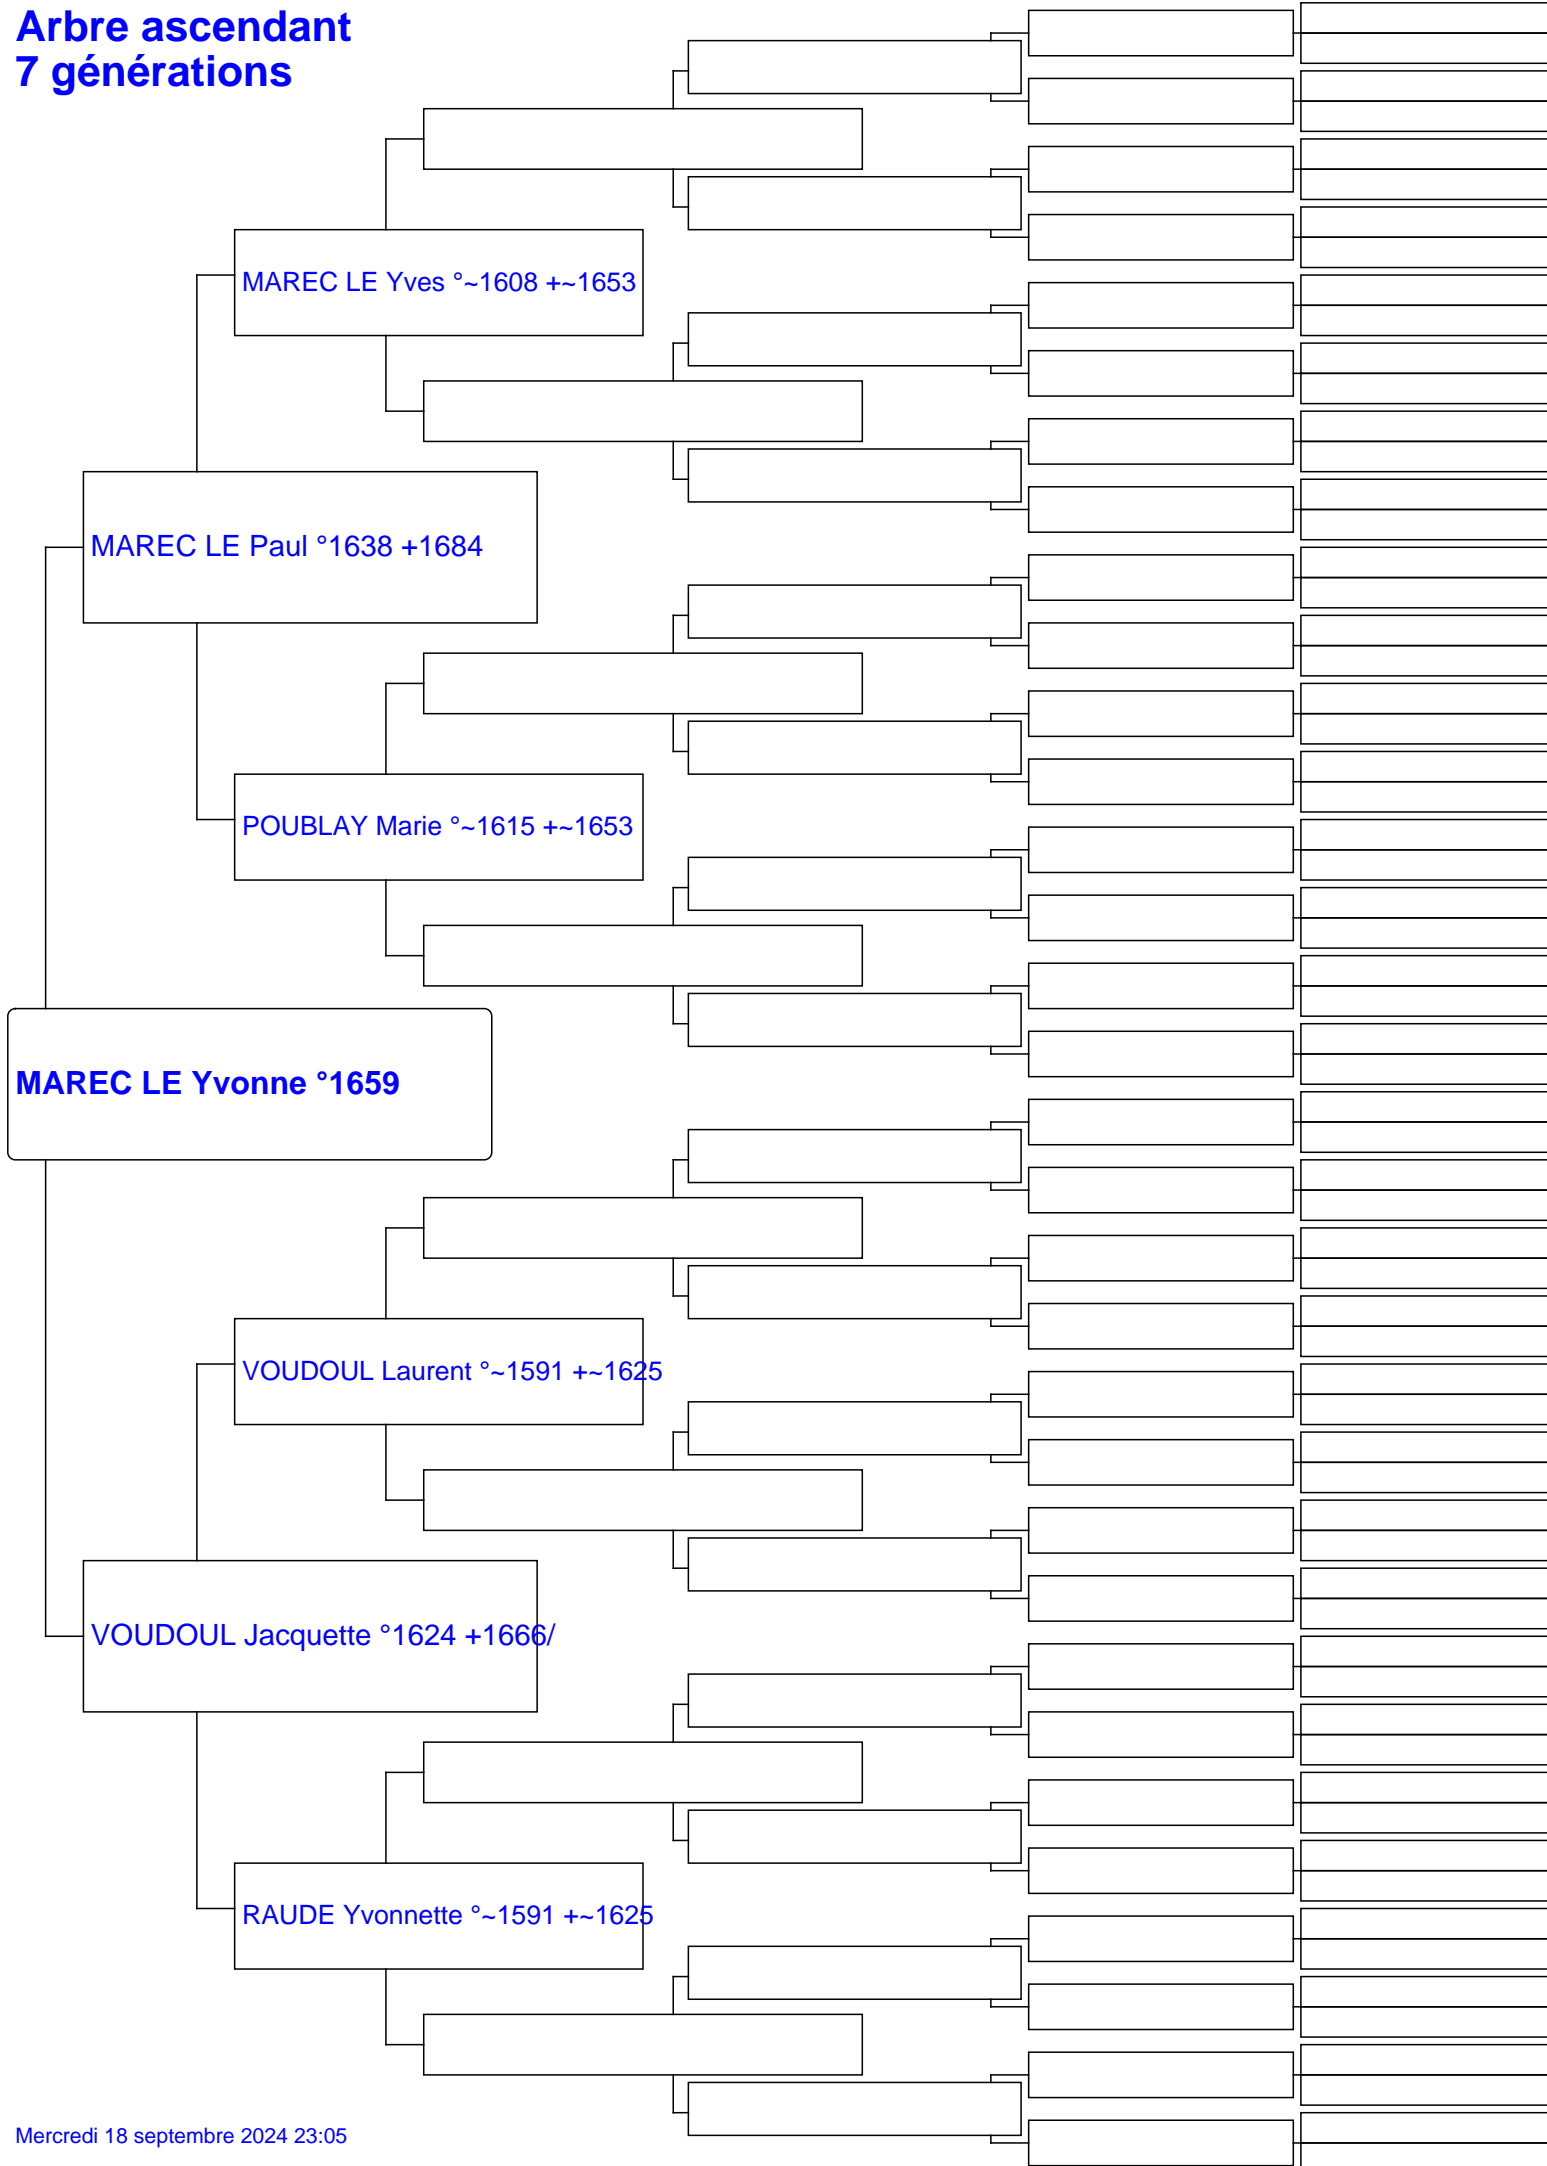 Arbre ascendant
7 générations
MAREC LE Yves °~1608 +~1653
MAREC LE Paul °1638 +1684
POUBLAY Marie °~1615 +~1653
MAREC LE Yvonne °1659
VOUDOUL Laurent °~1591 +~1625
VOUDOUL Jacquette °1624 +1666/
RAUDE Yvonnette °~1591 +~1625
Mercredi 18 septembre 2024 23:05